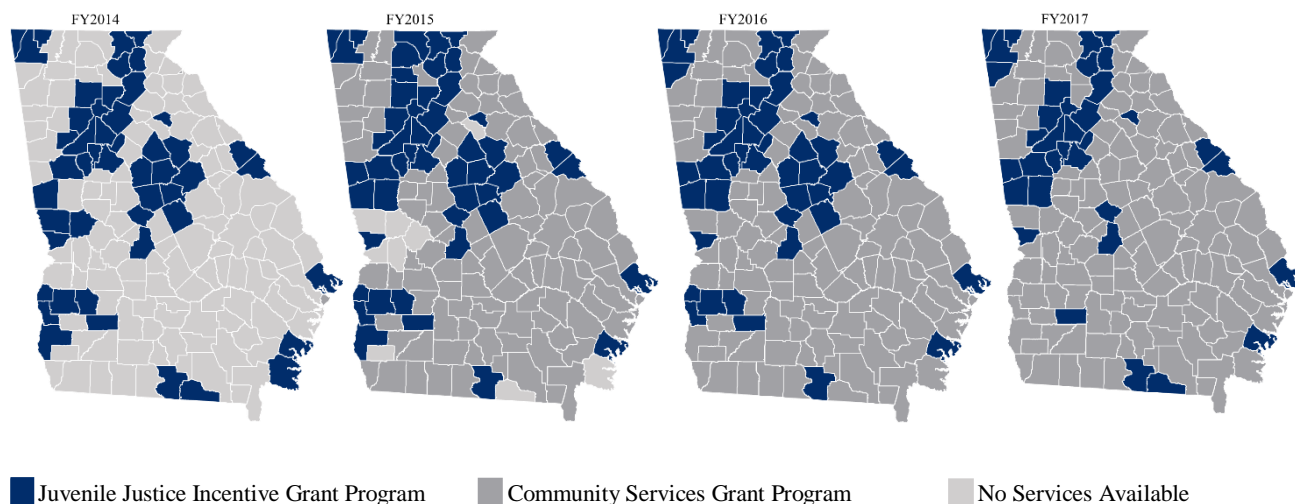 FY2014 FY2015 FY2016 FY2017
Juvenile Justice Incentive Grant Program Community Services Grant Program No Services Available